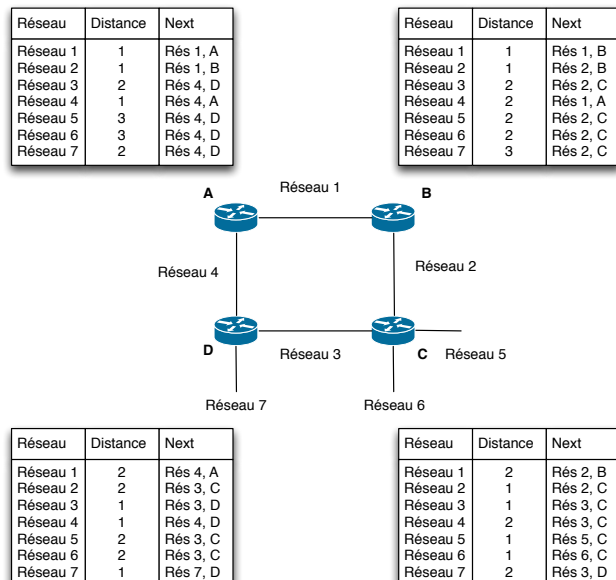 Réseau Distance Next
Réseau 1 1 Rés 1, A
Réseau 2 1 Rés 1, B
Réseau 3 2 Rés 4, D
Réseau 4 1 Rés 4, A
Réseau 5 3 Rés 4, D
Réseau 6 3 Rés 4, D
Réseau 7 2 Rés 4, D
Réseau Distance Next
Réseau 1 1 Rés 1, B
Réseau 2 1 Rés 2, B
Réseau 3 2 Rés 2, C
Réseau 4 2 Rés 1, A
Réseau 5 2 Rés 2, C
Réseau 6 2 Rés 2, C
Réseau 7 3 Rés 2, C
A
Réseau 1
B
Réseau 4
Réseau 2
D
Réseau 3
C
Réseau 5
Réseau 7
Réseau 6
Réseau Distance Next
Réseau 1 2 Rés 4, A
Réseau 2 2 Rés 3, C
Réseau 3 1 Rés 3, D
Réseau 4 1 Rés 4, D
Réseau 5 2 Rés 3, C
Réseau 6 2 Rés 3, C
Réseau 7 1 Rés 7, D
Réseau Distance Next
Réseau 1 2 Rés 2, B
Réseau 2 1 Rés 2, C
Réseau 3 1 Rés 3, C
Réseau 4 2 Rés 3, C
Réseau 5 1 Rés 5, C
Réseau 6 1 Rés 6, C
Réseau 7 2 Rés 3, D